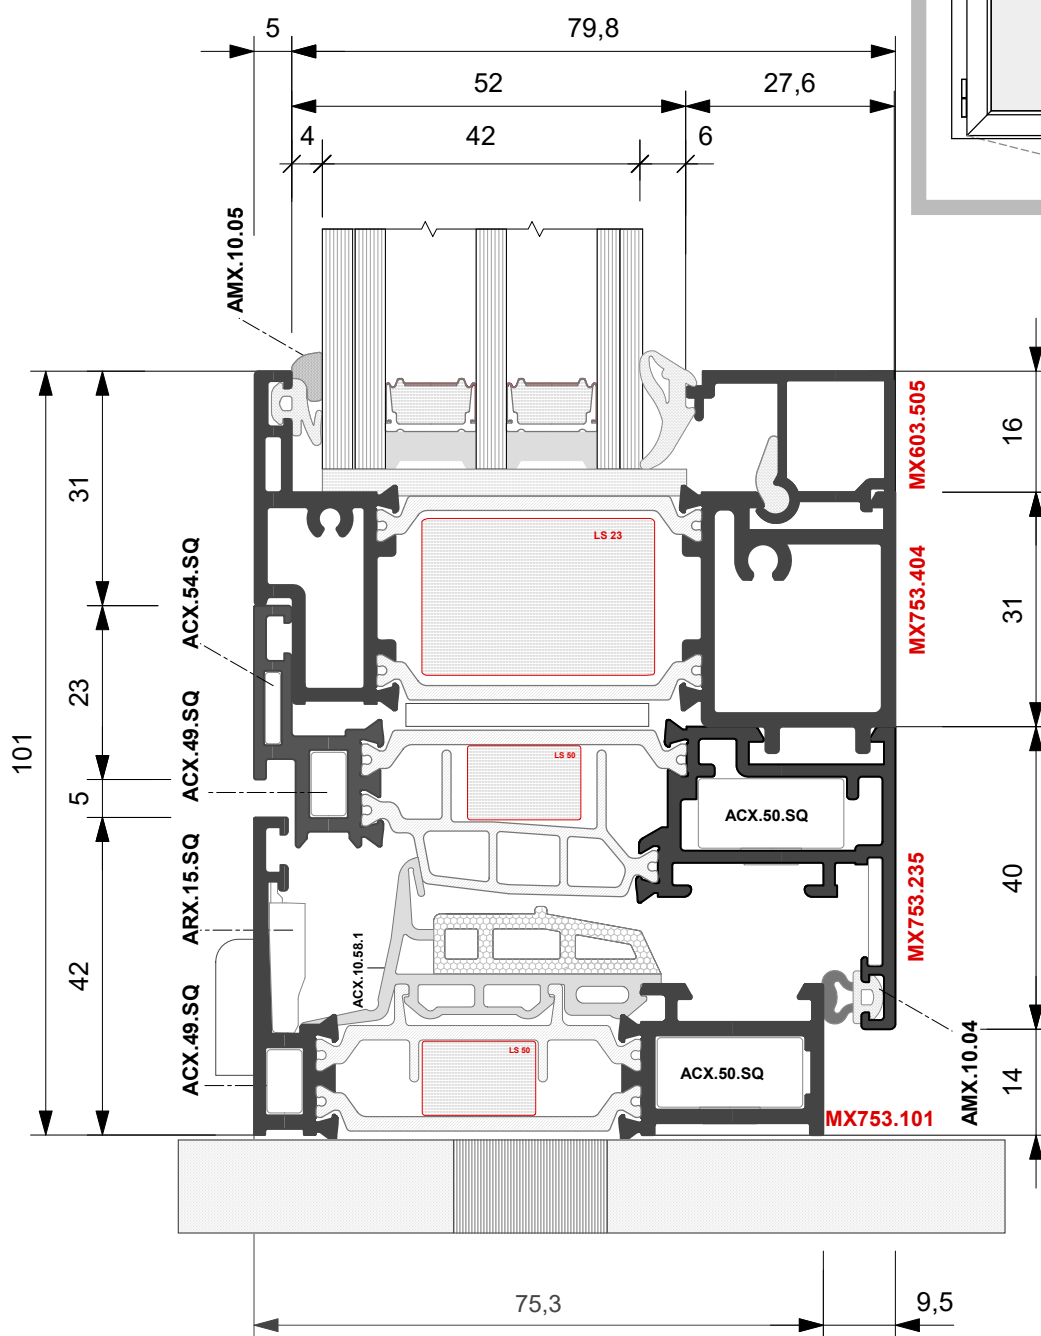 5
79,8
52
27,6
4
42
6
AMX.10.05
MX603.505
16
31
LS 23
ACX.54.SQ
MX753.404
31
23
101
ACX.49.SQ
LS 50
5
ACX.50.SQ
ARX.15.SQ
MX753.235
40
42
ACX.10.58.1
ACX.49.SQ
LS 50
ACX.50.SQ
AMX.10.04
14
MX753.101
75,3
9,5